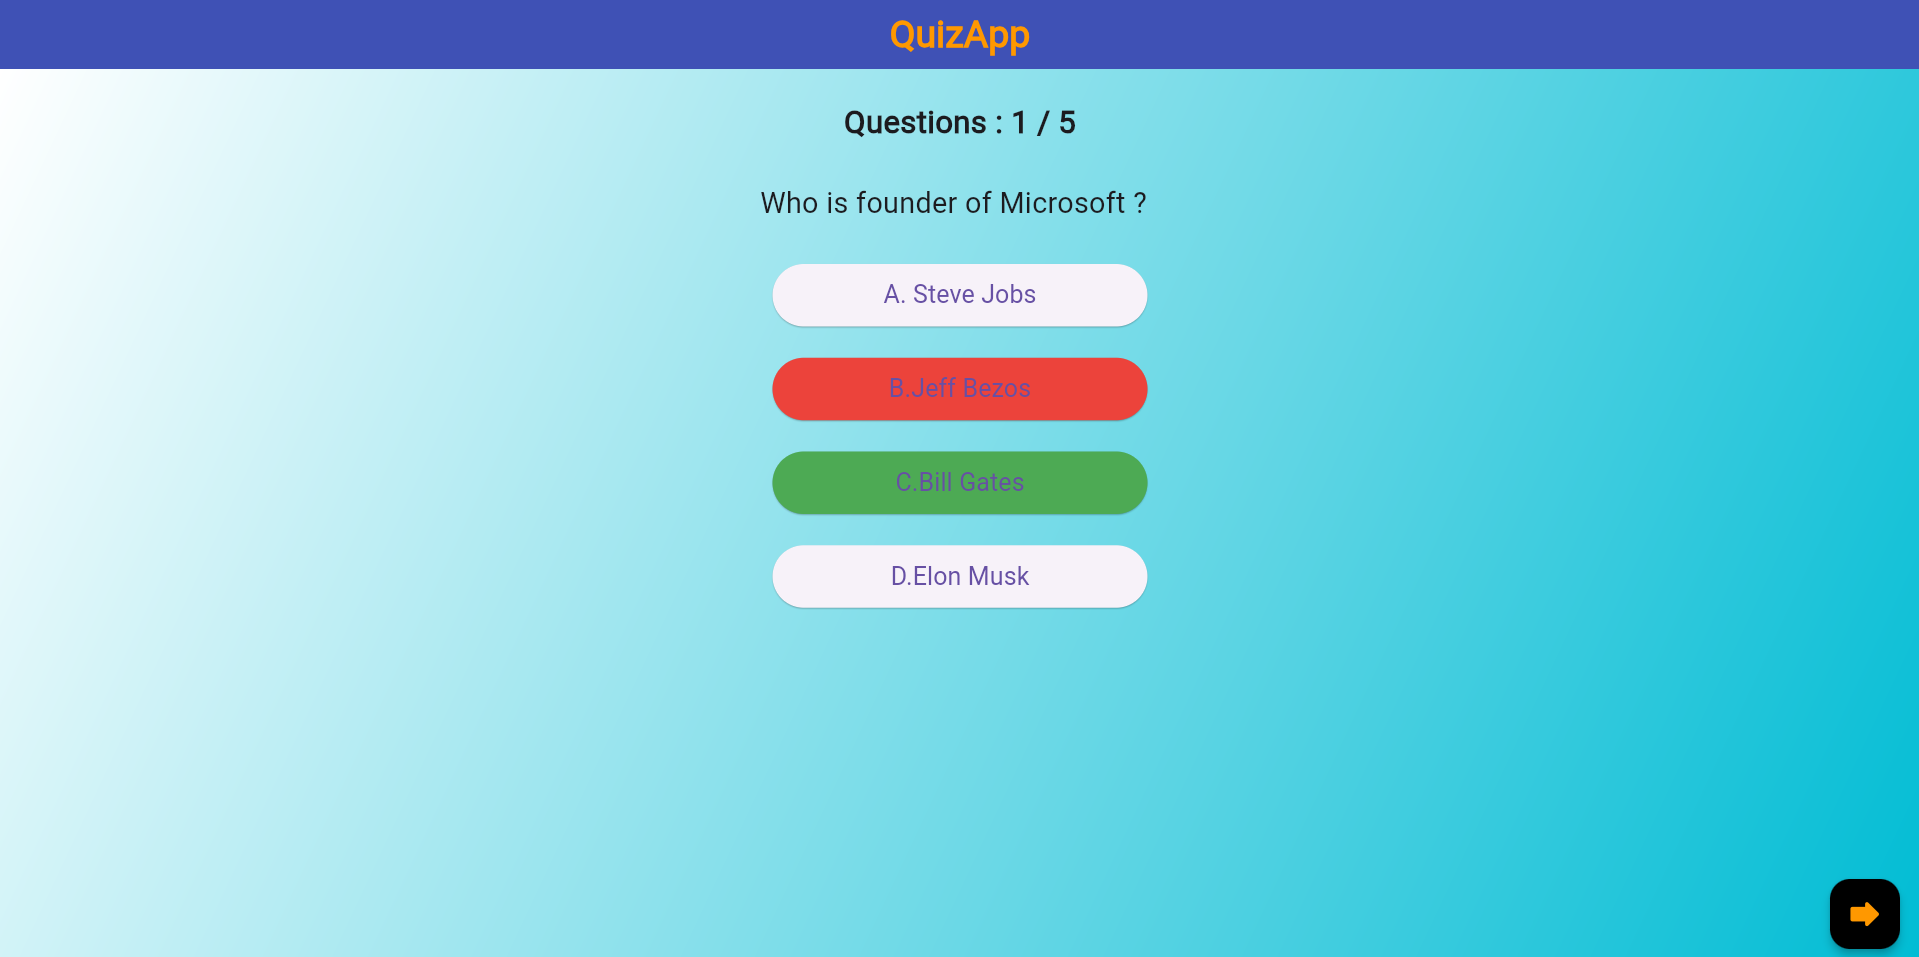 QuizApp
Questions : 1 / 5
Who is founder of Microsoft ?
A. Steve Jobs
B.Jeff Bezos
C.Bill Gates
D.Elon Musk